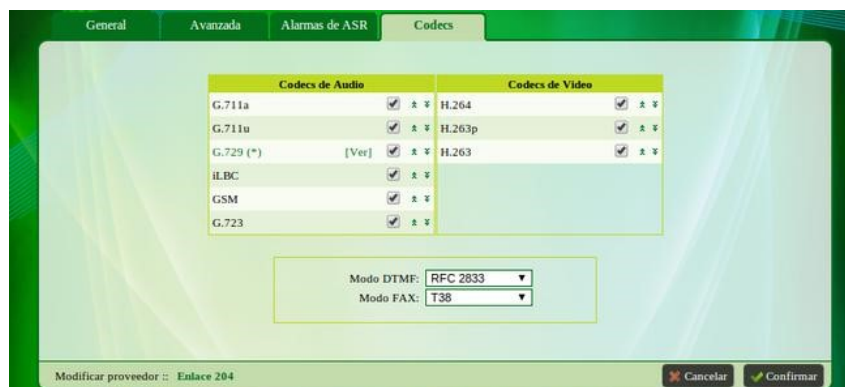 General Avanzada Alarmas de ASR Codecs
Codecs de Audio Codecs de Video
G.711a H.264
G.711u H.263p
G.729 (*) [Ver] H.263
iLBC
GSM
G.723
Modo DTMF: RFC 2833
Modo FAX: T38
Modificar proveedor :: Enlace 204 Cancelar Confirmar